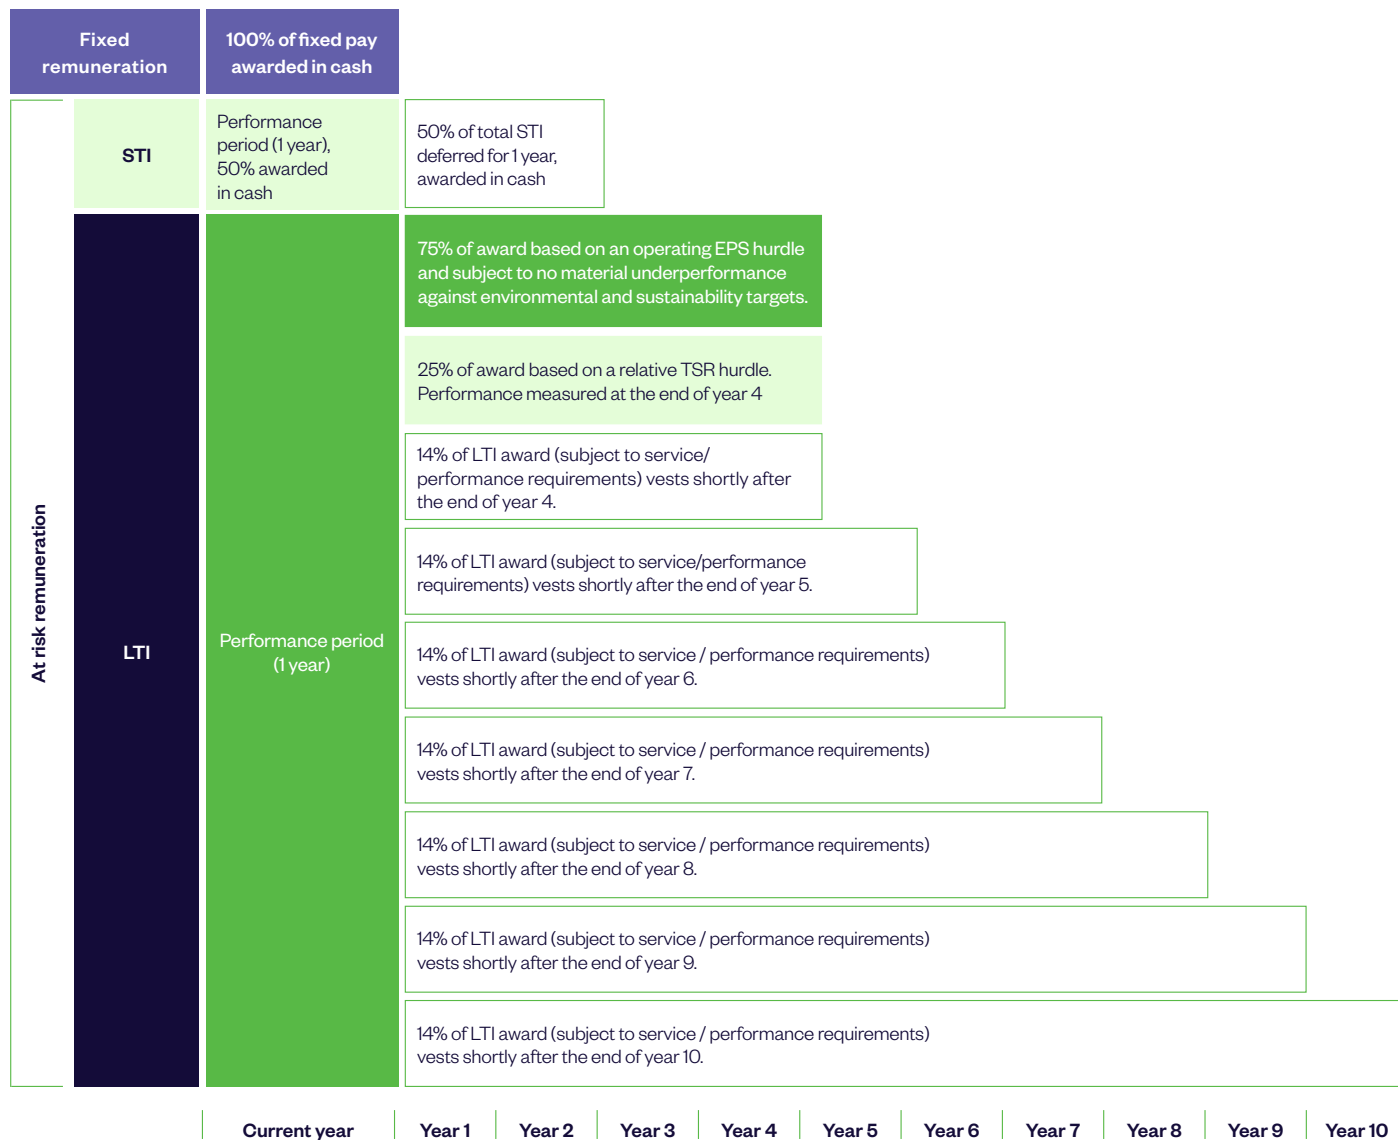 Fixed
remuneration
100% of fixed pay
awarded in cash
At risk remuneration
STI
Performance
period (1 year),
50% awarded
in cash
50% of total STI
deferred for 1 year,
awarded in cash
LTI
Performance period
(1 year)
75% of award based on an operating EPS hurdle
and subject to no material underperformance
against environmental and sustainability targets.
25% of award based on a relative TSR hurdle.
Performance measured at the end of year 4
14% of LTI award (subject to service/
performance requirements) vests shortly after
the end of year 4.
14% of LTI award (subject to service/performance
requirements) vests shortly after the end of year 5.
14% of LTI award (subject to service / performance requirements)
vests shortly after the end of year 6.
14% of LTI award (subject to service / performance requirements)
vests shortly after the end of year 7.
14% of LTI award (subject to service / performance requirements)
vests shortly after the end of year 8.
14% of LTI award (subject to service / performance requirements)
vests shortly after the end of year 9.
14% of LTI award (subject to service / performance requirements)
vests shortly after the end of year 10.
Current year
Year 1
Year 2
Year 3
Year 4
Year 5
Year 6
Year 7
Year 8
Year 9
Year 10